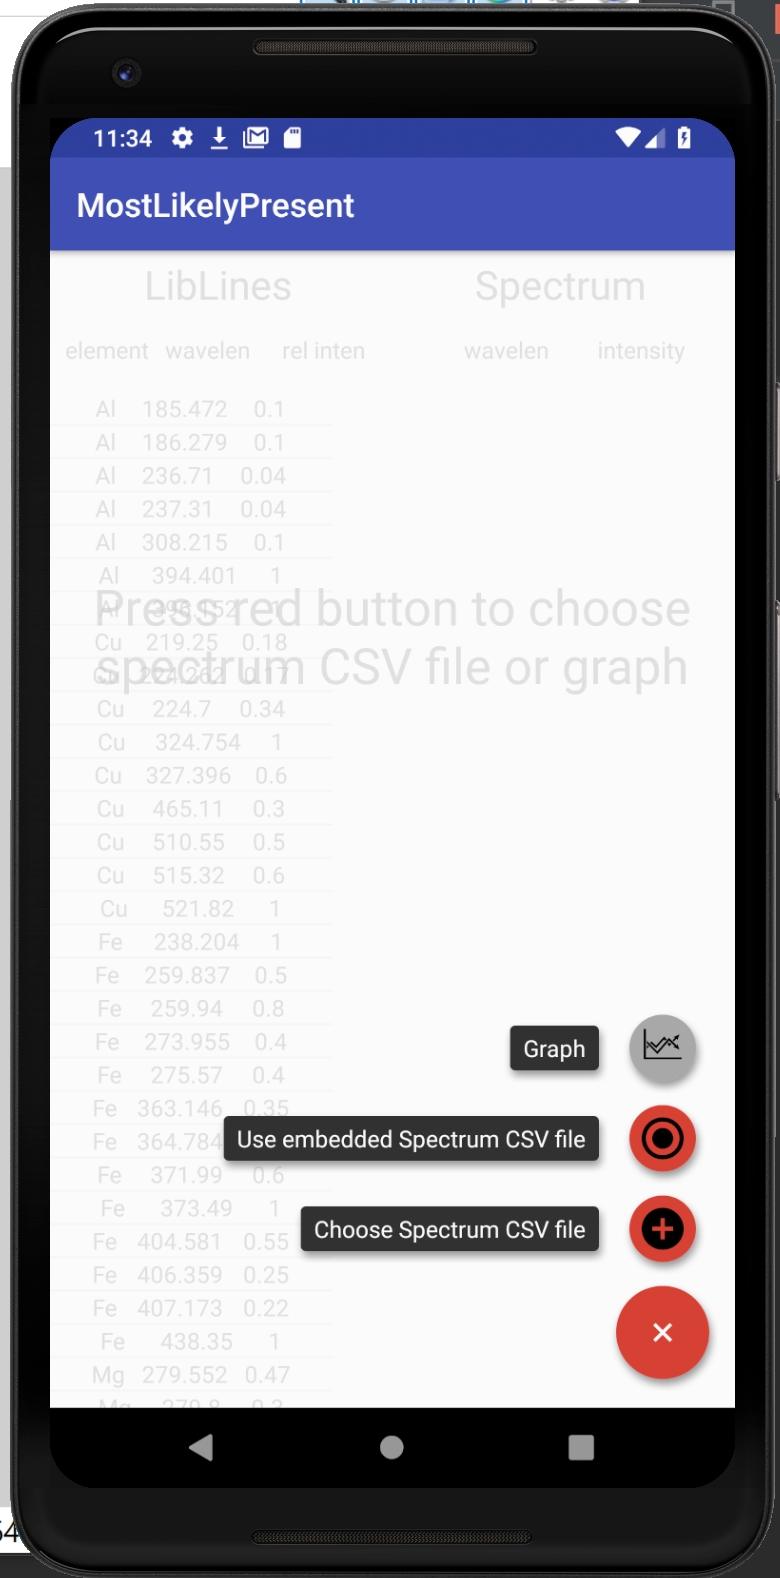 11:34
MostLikelyPresent
LibLines Spectrum
element wavelen rel inten wavelen intensity
Al 185.472 0.1
Al 186.279 0.1
Al 236.71 0.04
Al 237.31 0.04
Al 308.215 0.1
Al 394.401 1
Al 396.152 1
Press red button to choose
Cu 219.25 0.18
spectrum CSV file or graph
Cu 224.262 0.17
Cu 224.7 0.34
Cu 324.754 1
Cu 327.396 0.6
Cu 465.11 0.3
Cu 510.55 0.5
Cu 515.32 0.6
Cu 521.82 1
Fe 238.204 1
Fe 259.837 0.5
Fe 259.94 0.8
Fe 273.955 0.4
Graph
Fe 275.57 0.4
Fe 363.146 0.35
Fe 364.784
Use embedded Spectrum CSV file
Fe 371.99 0.6
Fe 373.49 1
Choose Spectrum CSV file
Fe 404.581 0.55
Fe 406.359 0.25
Fe 407.173 0.22
Fe 438.35 1
Mg 279.552 0.47
Mg 279.8 0.3